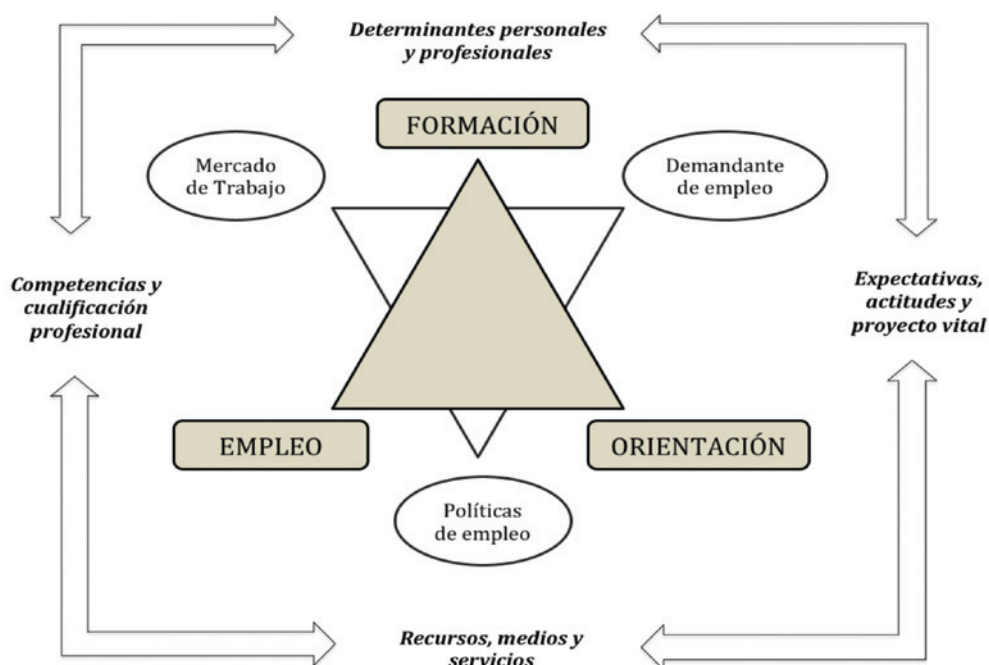 Determinantes personales
y profesionales
FORMACIÓN
Mercado
de Trabajo
Demandante
de empleo
Competencias y
cualificación
profesional
Expectativas,
actitudes y
proyecto vital
EMPLEO
ORIENTACIÓN
Políticas
de empleo
Recursos, medios y
servicios